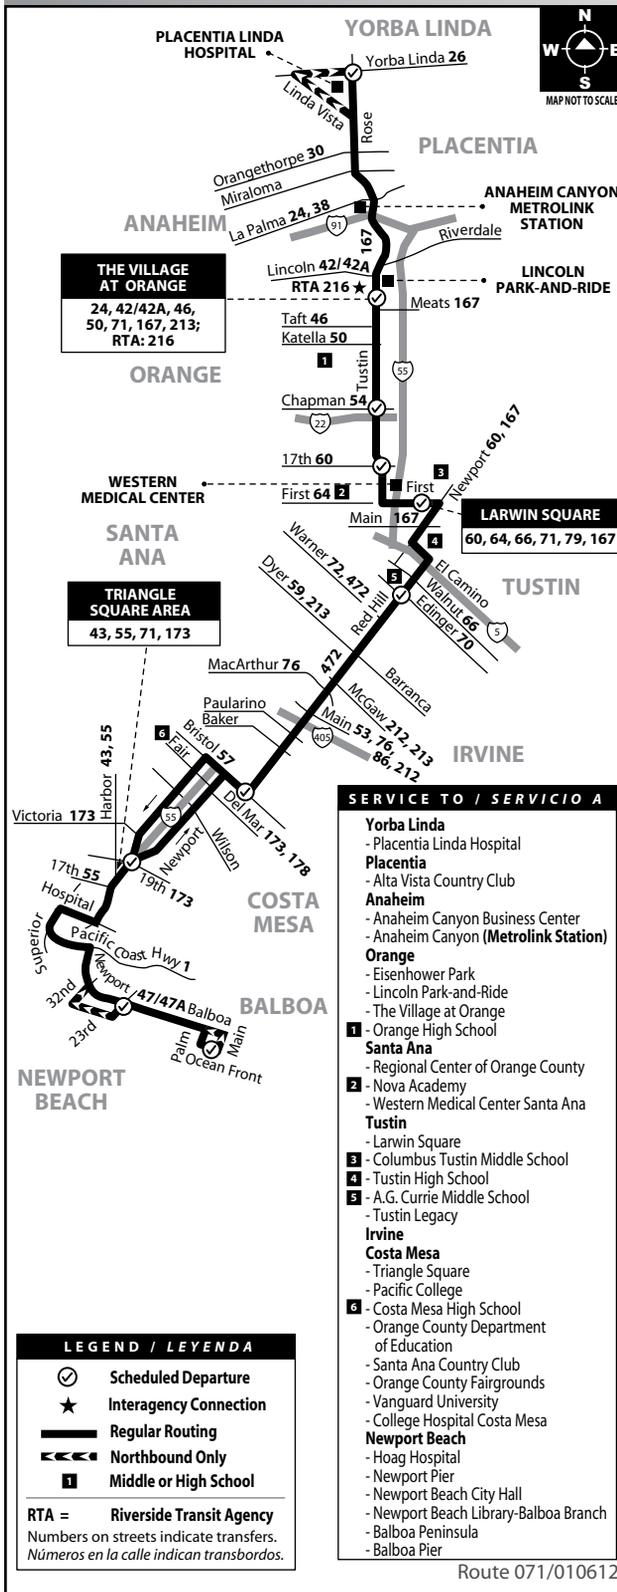 YORBA LINDA
N
W E
S
MAP NOT TO SCALE
PLACENTIA LINDA
HOSPITAL
Yorba Linda 26
Linda Vista
Rose
PLACENTIA
Orangethorpe 30
Miraloma
ANAHEIM CANYON
METROLINK
STATION
La Palma 24, 38
ANAHEIM
91
167
Riverdale
Lincoln 42/42A
RTA 216 ★
LINCOLN
PARK-AND-RIDE
THE VILLAGE
AT ORANGE
24, 42/42A, 46,
50, 71, 167, 213;
RTA: 216
Meats 167
Taft 46
Katella 50
1
Tustin
55
ORANGE
Chapman 54
22
17th 60
Newport 60, 167
3
WESTERN
MEDICAL CENTER
First
First 64 2
Main 167
LARWIN SQUARE
60, 64, 66, 71, 79, 167
SANTA
ANA
4
Warner 72, 472
Dyer 59, 213
5
El Camino
Walnut 66
Edinger 70
TUSTIN
5
TRIANGLE
SQUARE AREA
43, 55, 71, 173
Red Hill
MacArthur 76
472
Barranca
McGaw 212, 213
Paularino
Baker
Main 53, 76,
86, 212
405
IRVINE
6
Bristol 57
Fair
Harbor 43, 55
Victoria 173
55
Del Mar 173, 178
Newport
Wilson
17th 55
19th 173
COSTA
MESA
Hospital
Superior
Pacific Coast Hwy 1
Newport
32nd
23rd
47/47A Balboa
BALBOA
Palm
Main
Ocean Front
NEWPORT
BEACH
SERVICE TO / SERVICIO A
Yorba Linda
- Placentia Linda Hospital
Placentia
- Alta Vista Country Club
Anaheim
- Anaheim Canyon Business Center
- Anaheim Canyon (Metrolink Station)
Orange
- Eisenhower Park
- Lincoln Park-and-Ride
- The Village at Orange
1 - Orange High School
Santa Ana
- Regional Center of Orange County
2 - Nova Academy
- Western Medical Center Santa Ana
Tustin
- Larwin Square
3 - Columbus Tustin Middle School
4 - Tustin High School
5 - A.G. Currie Middle School
- Tustin Legacy
Irvine
Costa Mesa
- Triangle Square
- Pacific College
6 - Costa Mesa High School
- Orange County Department
of Education
- Santa Ana Country Club
- Orange County Fairgrounds
- Vanguard University
- College Hospital Costa Mesa
Newport Beach
- Hoag Hospital
- Newport Pier
- Newport Beach City Hall
- Newport Beach Library-Balboa Branch
- Balboa Peninsula
- Balboa Pier
LEGEND / LEYENDA
Scheduled Departure
★ Interagency Connection
Regular Routing
Northbound Only
1 Middle or High School
RTA = Riverside Transit Agency
Numbers on streets indicate transfers.
Números en la calle indican transbordos.
Route 071/010612